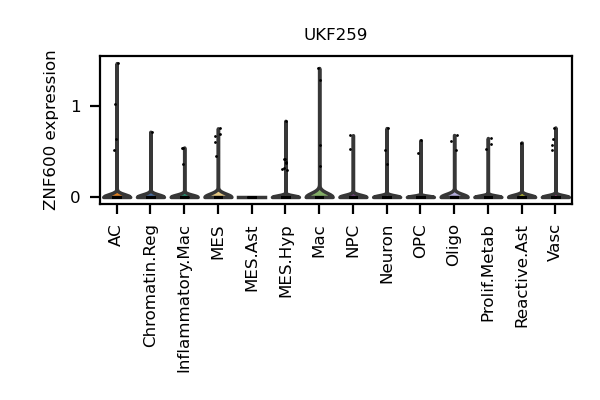 UKF259
ZNF600 expression
1
0
AC
Chromatin.Reg
Inflammatory.Mac
MES
MES.Ast
MES.Hyp
Mac
NPC
Neuron
OPC
Oligo
Prolif.Metab
Reactive.Ast
Vasc